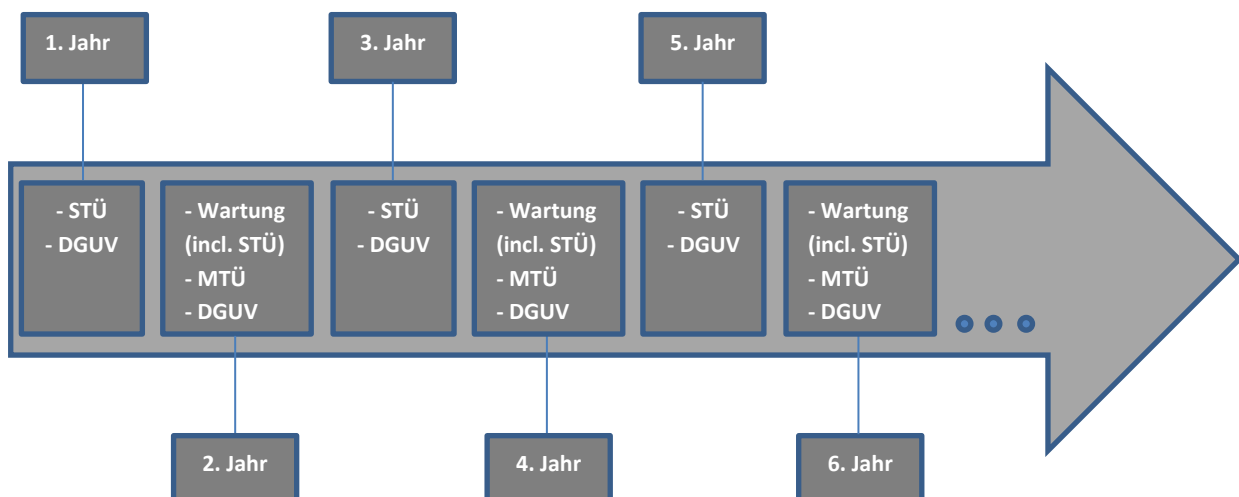 1. Jahr
3. Jahr
5. Jahr
- STÜ
- DGUV
- Wartung
(incl. STÜ)
- MTÜ
- DGUV
- STÜ
- DGUV
- Wartung
(incl. STÜ)
- MTÜ
- DGUV
- STÜ
- DGUV
- Wartung
(incl. STÜ)
- MTÜ
- DGUV
2. Jahr
4. Jahr
6. Jahr